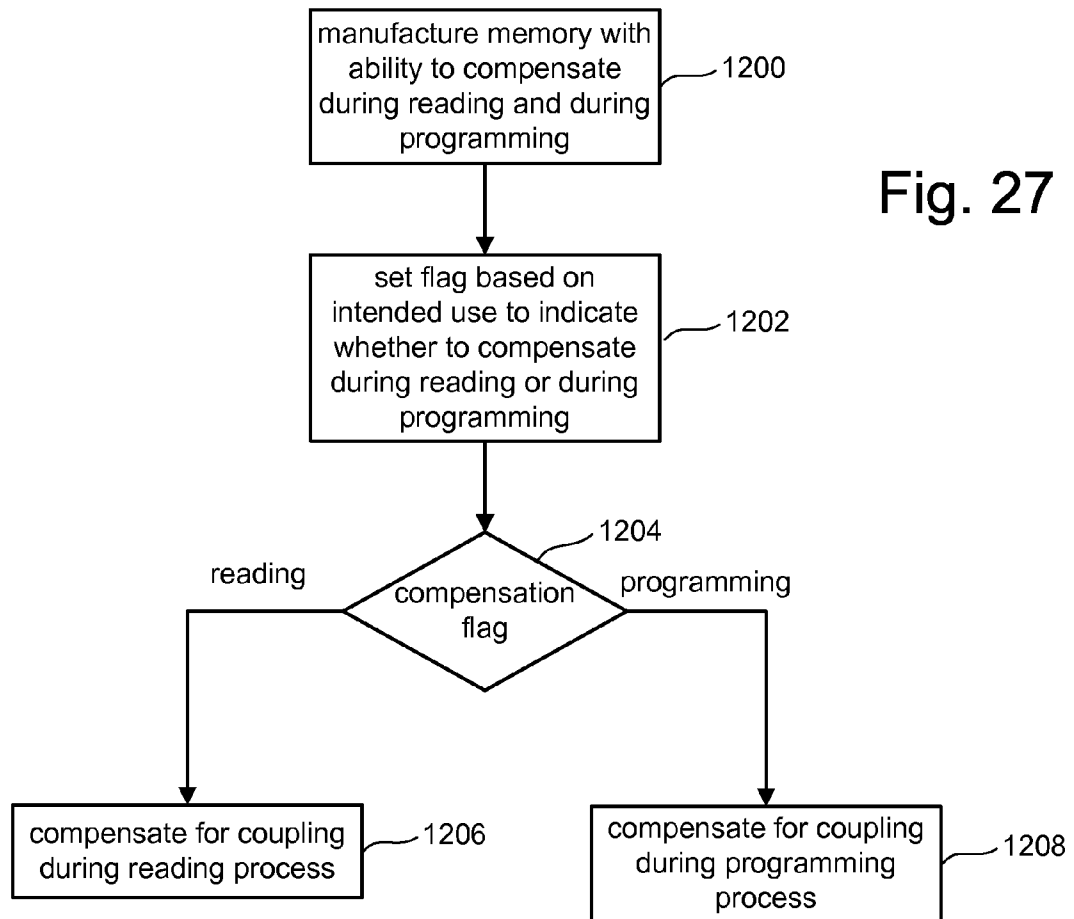 manufacture memory with
ability to compensate
during reading and during
programming
1200
Fig. 27
set flag based on
intended use to indicate
whether to compensate
during reading or during
programming
1202
1204
reading
programming
compensation
flag
compensate for coupling
during reading process
1206
compensate for coupling
during programming
process
1208